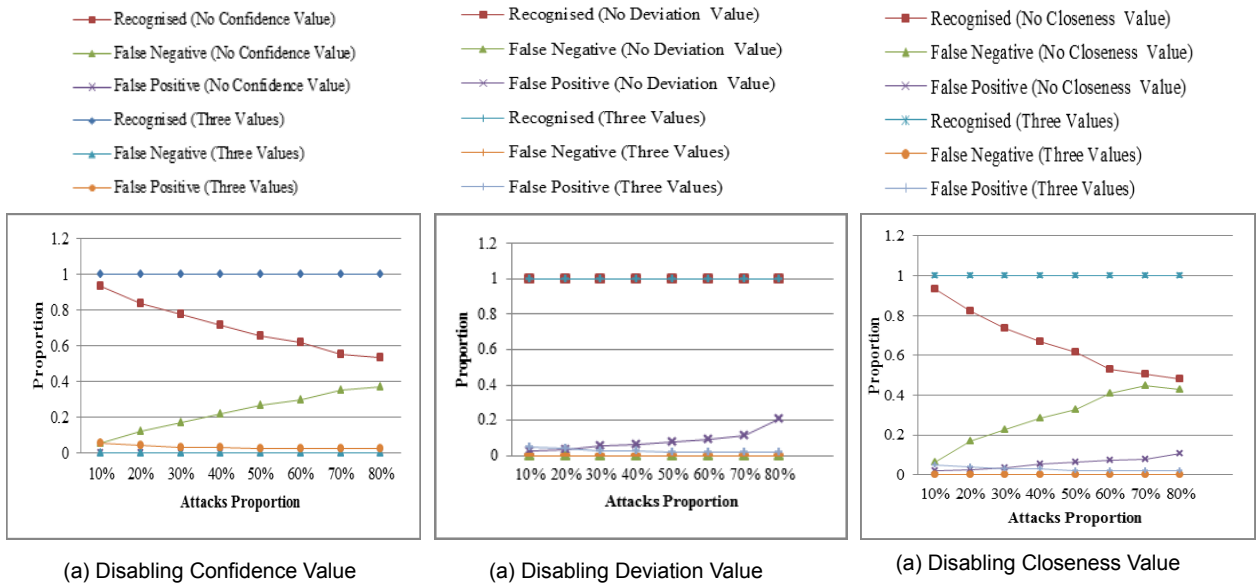 Recognised (No Confidence Value)
False Negative (No Confidence Value)
False Positive (No Confidence Value)
Recognised (Three Values)
False Negative (Three Values)
False Positive (Three Values)
Recognised (No Deviation Value)
False Negative (No Deviation Value)
False Positive (No Deviation Value)
Recognised (Three Values)
False Negative (Three Values)
False Positive (Three Values)
Recognised (No Closeness Value)
False Negative (No Closeness Value)
False Positive (No Closeness Value)
Recognised (Three Values)
False Negative (Three Values)
False Positive (Three Values)
Proportion
1.2
1
0.8
0.6
0.4
0.2
0
10% 20% 30% 40% 50% 60% 70% 80%
Attacks Proportion
Proportion
1.2
1
0.8
0.6
0.4
0.2
0
10% 20% 30% 40% 50% 60% 70% 80%
Attacks Proportion
Proportion
1.2
1
0.8
0.6
0.4
0.2
0
10% 20% 30% 40% 50% 60% 70% 80%
Attacks Proportion
(a) Disabling Confidence Value
(a) Disabling Deviation Value
(a) Disabling Closeness Value